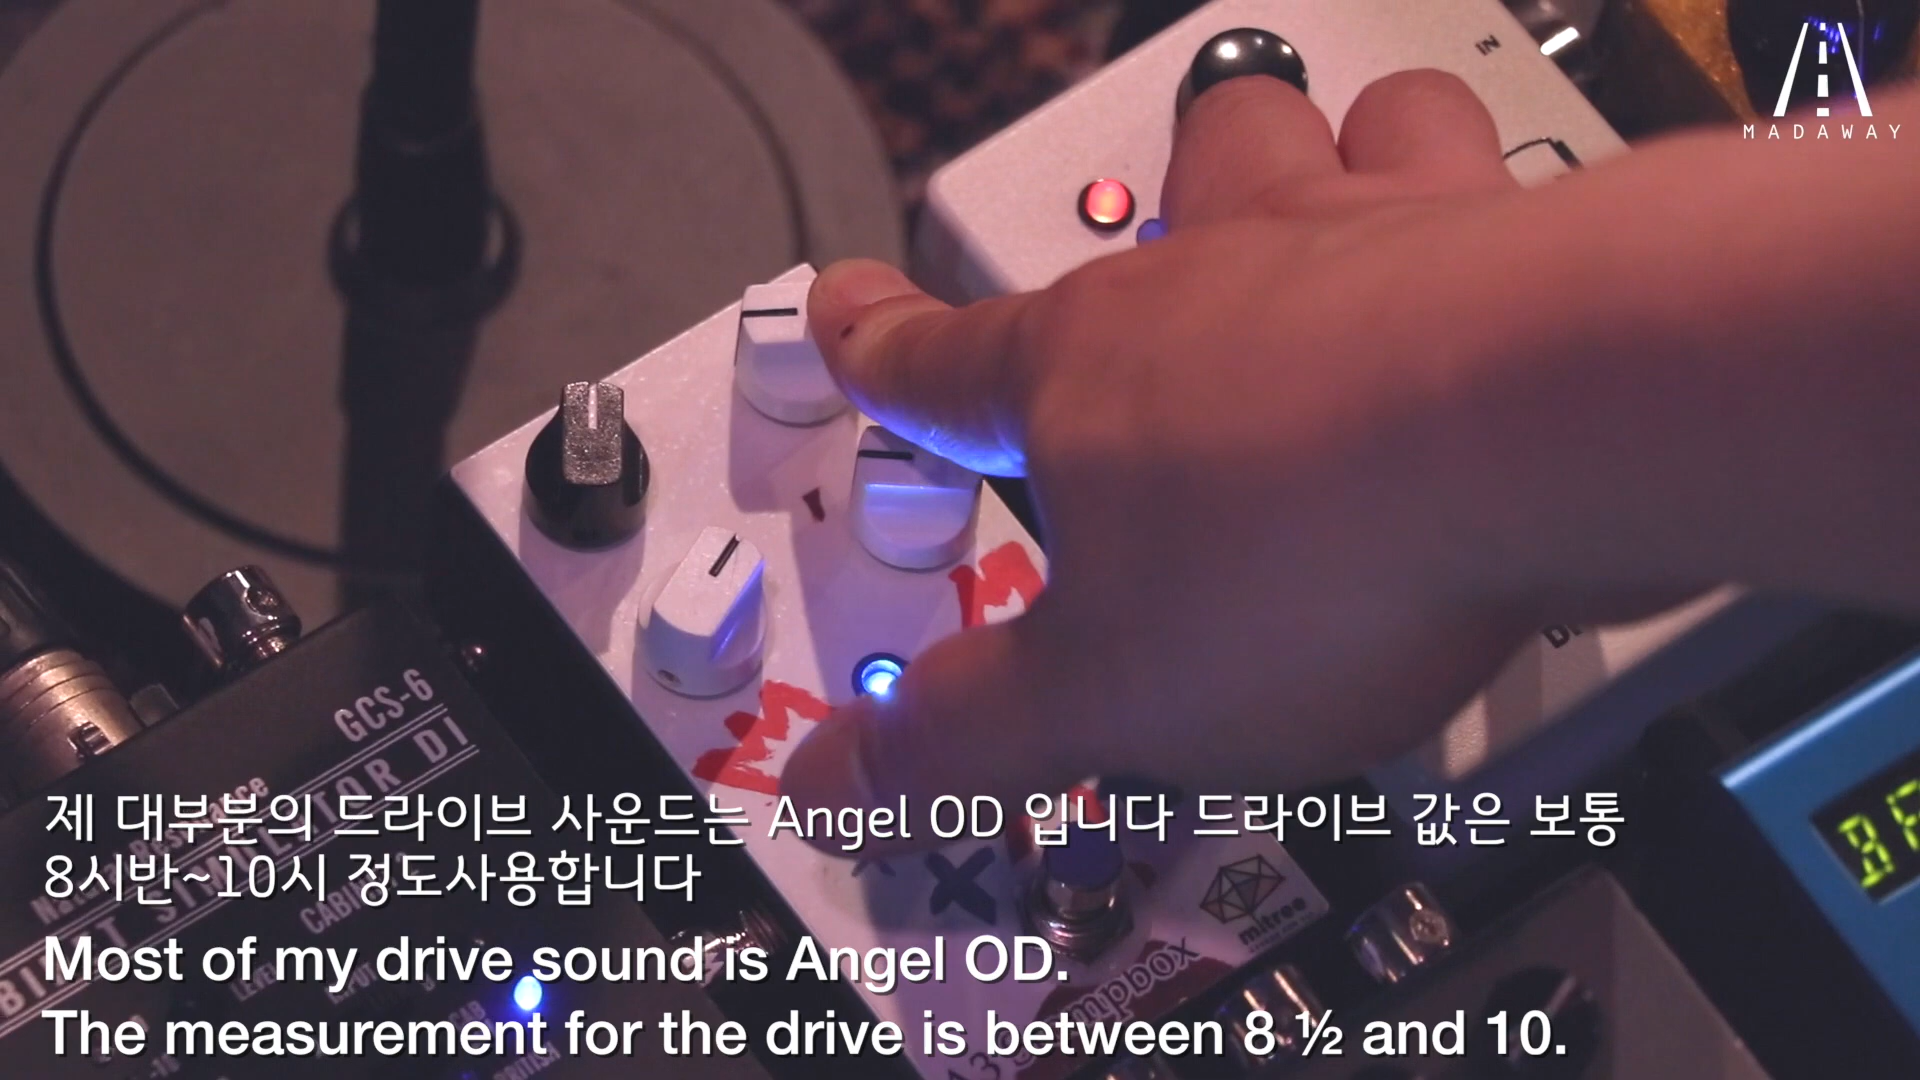 IN
MADAWAY
GCS-6
CABINET
제 대부분의 드라이브 사운드는 Angel OD 입니다 드라이브 값은 보통
8시반~10시 정도사용합니다
mitree
Most of my drive sound is Angel OD.
The measurement for the drive is between 8 ½ and 10.